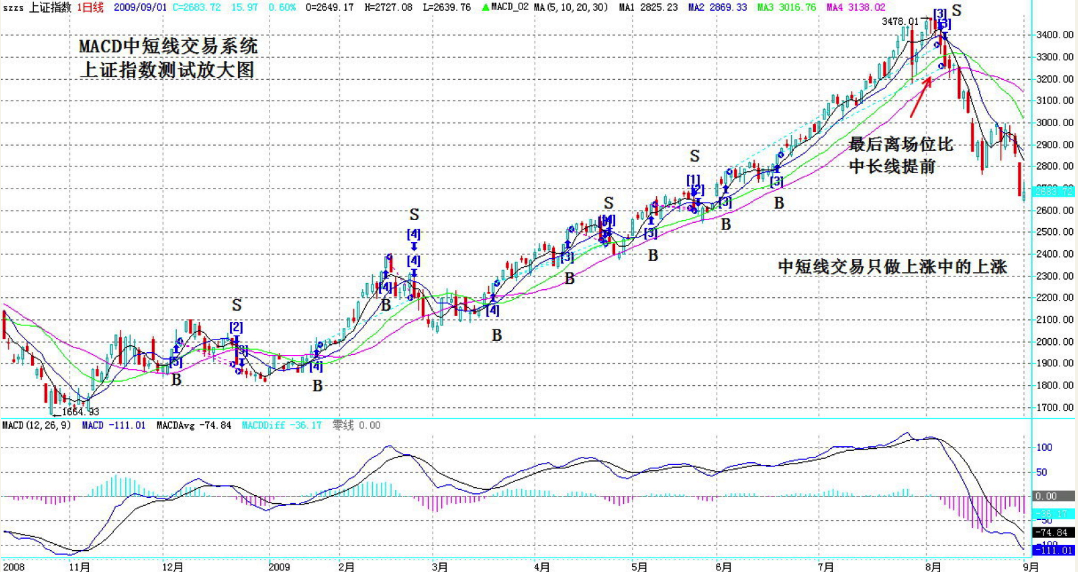 szzs 上证指数 1日线 2009/09/01 C=2683.72 15.97 0.60% O=2649.17 H=2727.08 L=2639.76 ▲MACD_02 MA(5,10,20,30) MA1 2825.23 MA2 2869.33 MA3 3016.76 MA4 3138.02
MACD中短线交易系统
上证指数测试放大图
3478.01
[3]
S
[3]
3400.00
3300.00
3200.00
3100.00
3000.00
2900.00
2800.00
2600.00
2500.00
2400.00
2300.00
2200.00
2100.00
2000.00
1900.00
1800.00
1700.00
最后离场位比
中长线提前
中短线交易只做上涨中的上涨
S
[1]
[3]
B
[3]
B
S
[3]
B
[3]
B
S
[4]
[4]
[4]
B
[4]
B
S
[2]
B
[4]
B
1664.93
MACD(12,26,9) MACD -111.01 MACDAvg -74.84 MACDDiff -36.17 零线 0.00
100
50
0.00
-36.17
-50
-74.84
-100
-111.01
2008 11月 12月 2009 2月 3月 4月 5月 6月 7月 8月 9月